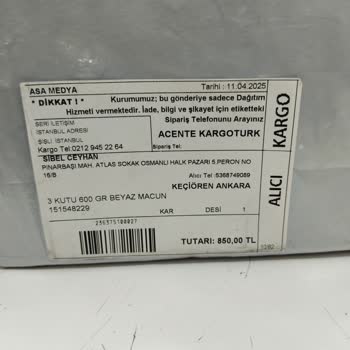 ASA MEDYA
Tarihi : 11.04.2025
* DİKKAT ! *
Kurumumuz; bu gönderiye sadece Dağıtım
Hizmeti vermektedir. İade, bilgi ve şikayet için etiketteki
Sipariş Telefonunu Arayınız
SERİ İLETİŞİM
İSTANBUL ADRESİ
ŞİŞLİ İSTANBUL
Kargo Tel:0212 945 22 64
ACENTE KARGOTURK
Sipariş Tel:
SİBEL CEYHAN
PINARBAŞI MAH. ATLAS SOKAK OSMANLI HALK PAZARI 5.PERON NO
16/B
Alıcı Tel :5368749089
KEÇİÖREN ANKARA
3 KUTU 600 GR BEYAZ MACUN
151548229
KAR
DESİ
1
236375108027
TUTARI: 850,00 TL
ALICI
KARGO